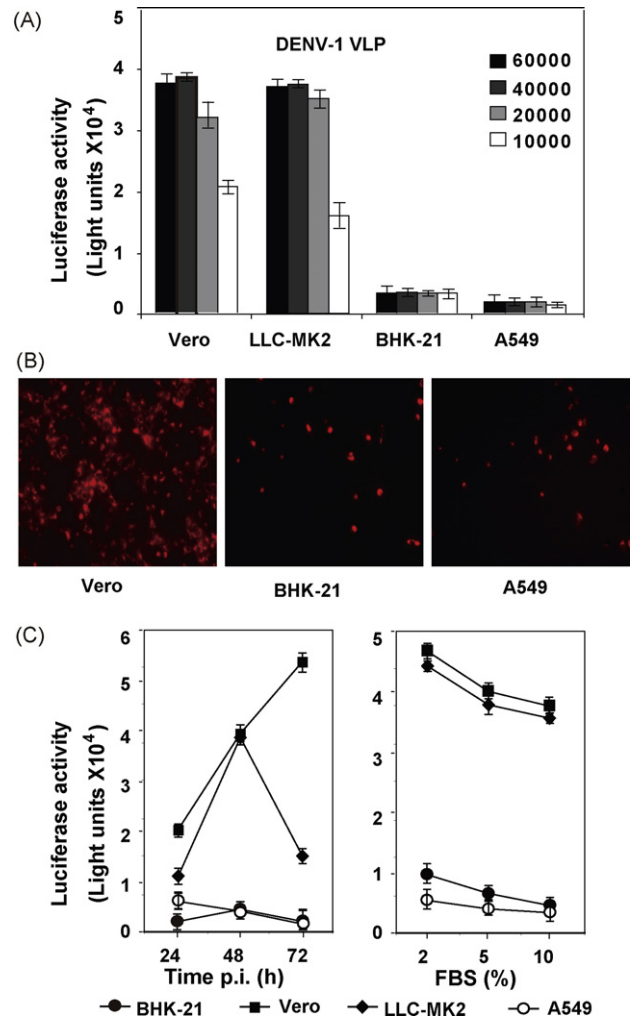 (A)
DENV-1 VLP
60000
40000
20000
10000
Luciferase activity
(Light units X10⁴)
5
4
3
2
1
0
Vero LLC-MK2 BHK-21 A549
(B)
Vero BHK-21 A549
(C)
Luciferase activity
(Light units X10⁴)
6
5
4
3
2
1
0
24 48 72
Time p.i. (h)
5
4
3
2
1
0
2 5 10
FBS (%)
BHK-21 Vero LLC-MK2 A549